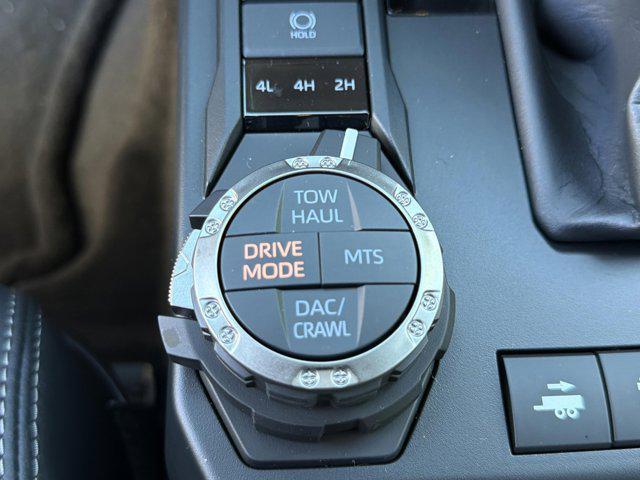 HOLD
4L 4H 2H
TOW
HAUL
DRIVE
MODE
MTS
DAC/
CRAWL